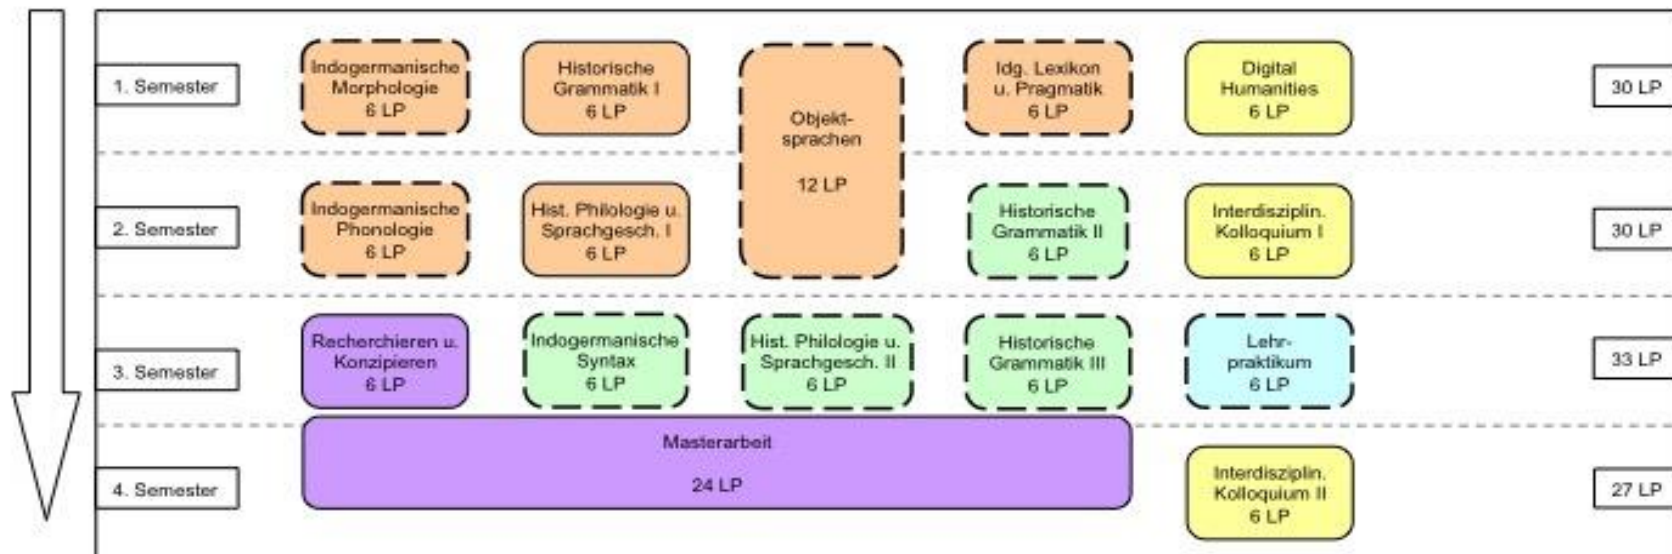 1. Semester
Indogermanische
Morphologie
6 LP
Historische
Grammatik I
6 LP
Objekt-
sprachen
12 LP
Idg. Lexikon
u. Pragmatik
6 LP
Digital
Humanities
6 LP
30 LP
2. Semester
Indogermanische
Phonologie
6 LP
Hist. Philologie u.
Sprachgesch. I
6 LP
Historische
Grammatik II
6 LP
Interdisziplin.
Kolloquium I
6 LP
30 LP
3. Semester
Recherchieren u.
Konzipieren
6 LP
Indogermanische
Syntax
6 LP
Hist. Philologie u.
Sprachgesch. II
6 LP
Historische
Grammatik III
6 LP
Lehr-
praktikum
6 LP
33 LP
4. Semester
Masterarbeit
24 LP
Interdisziplin.
Kolloquium II
6 LP
27 LP